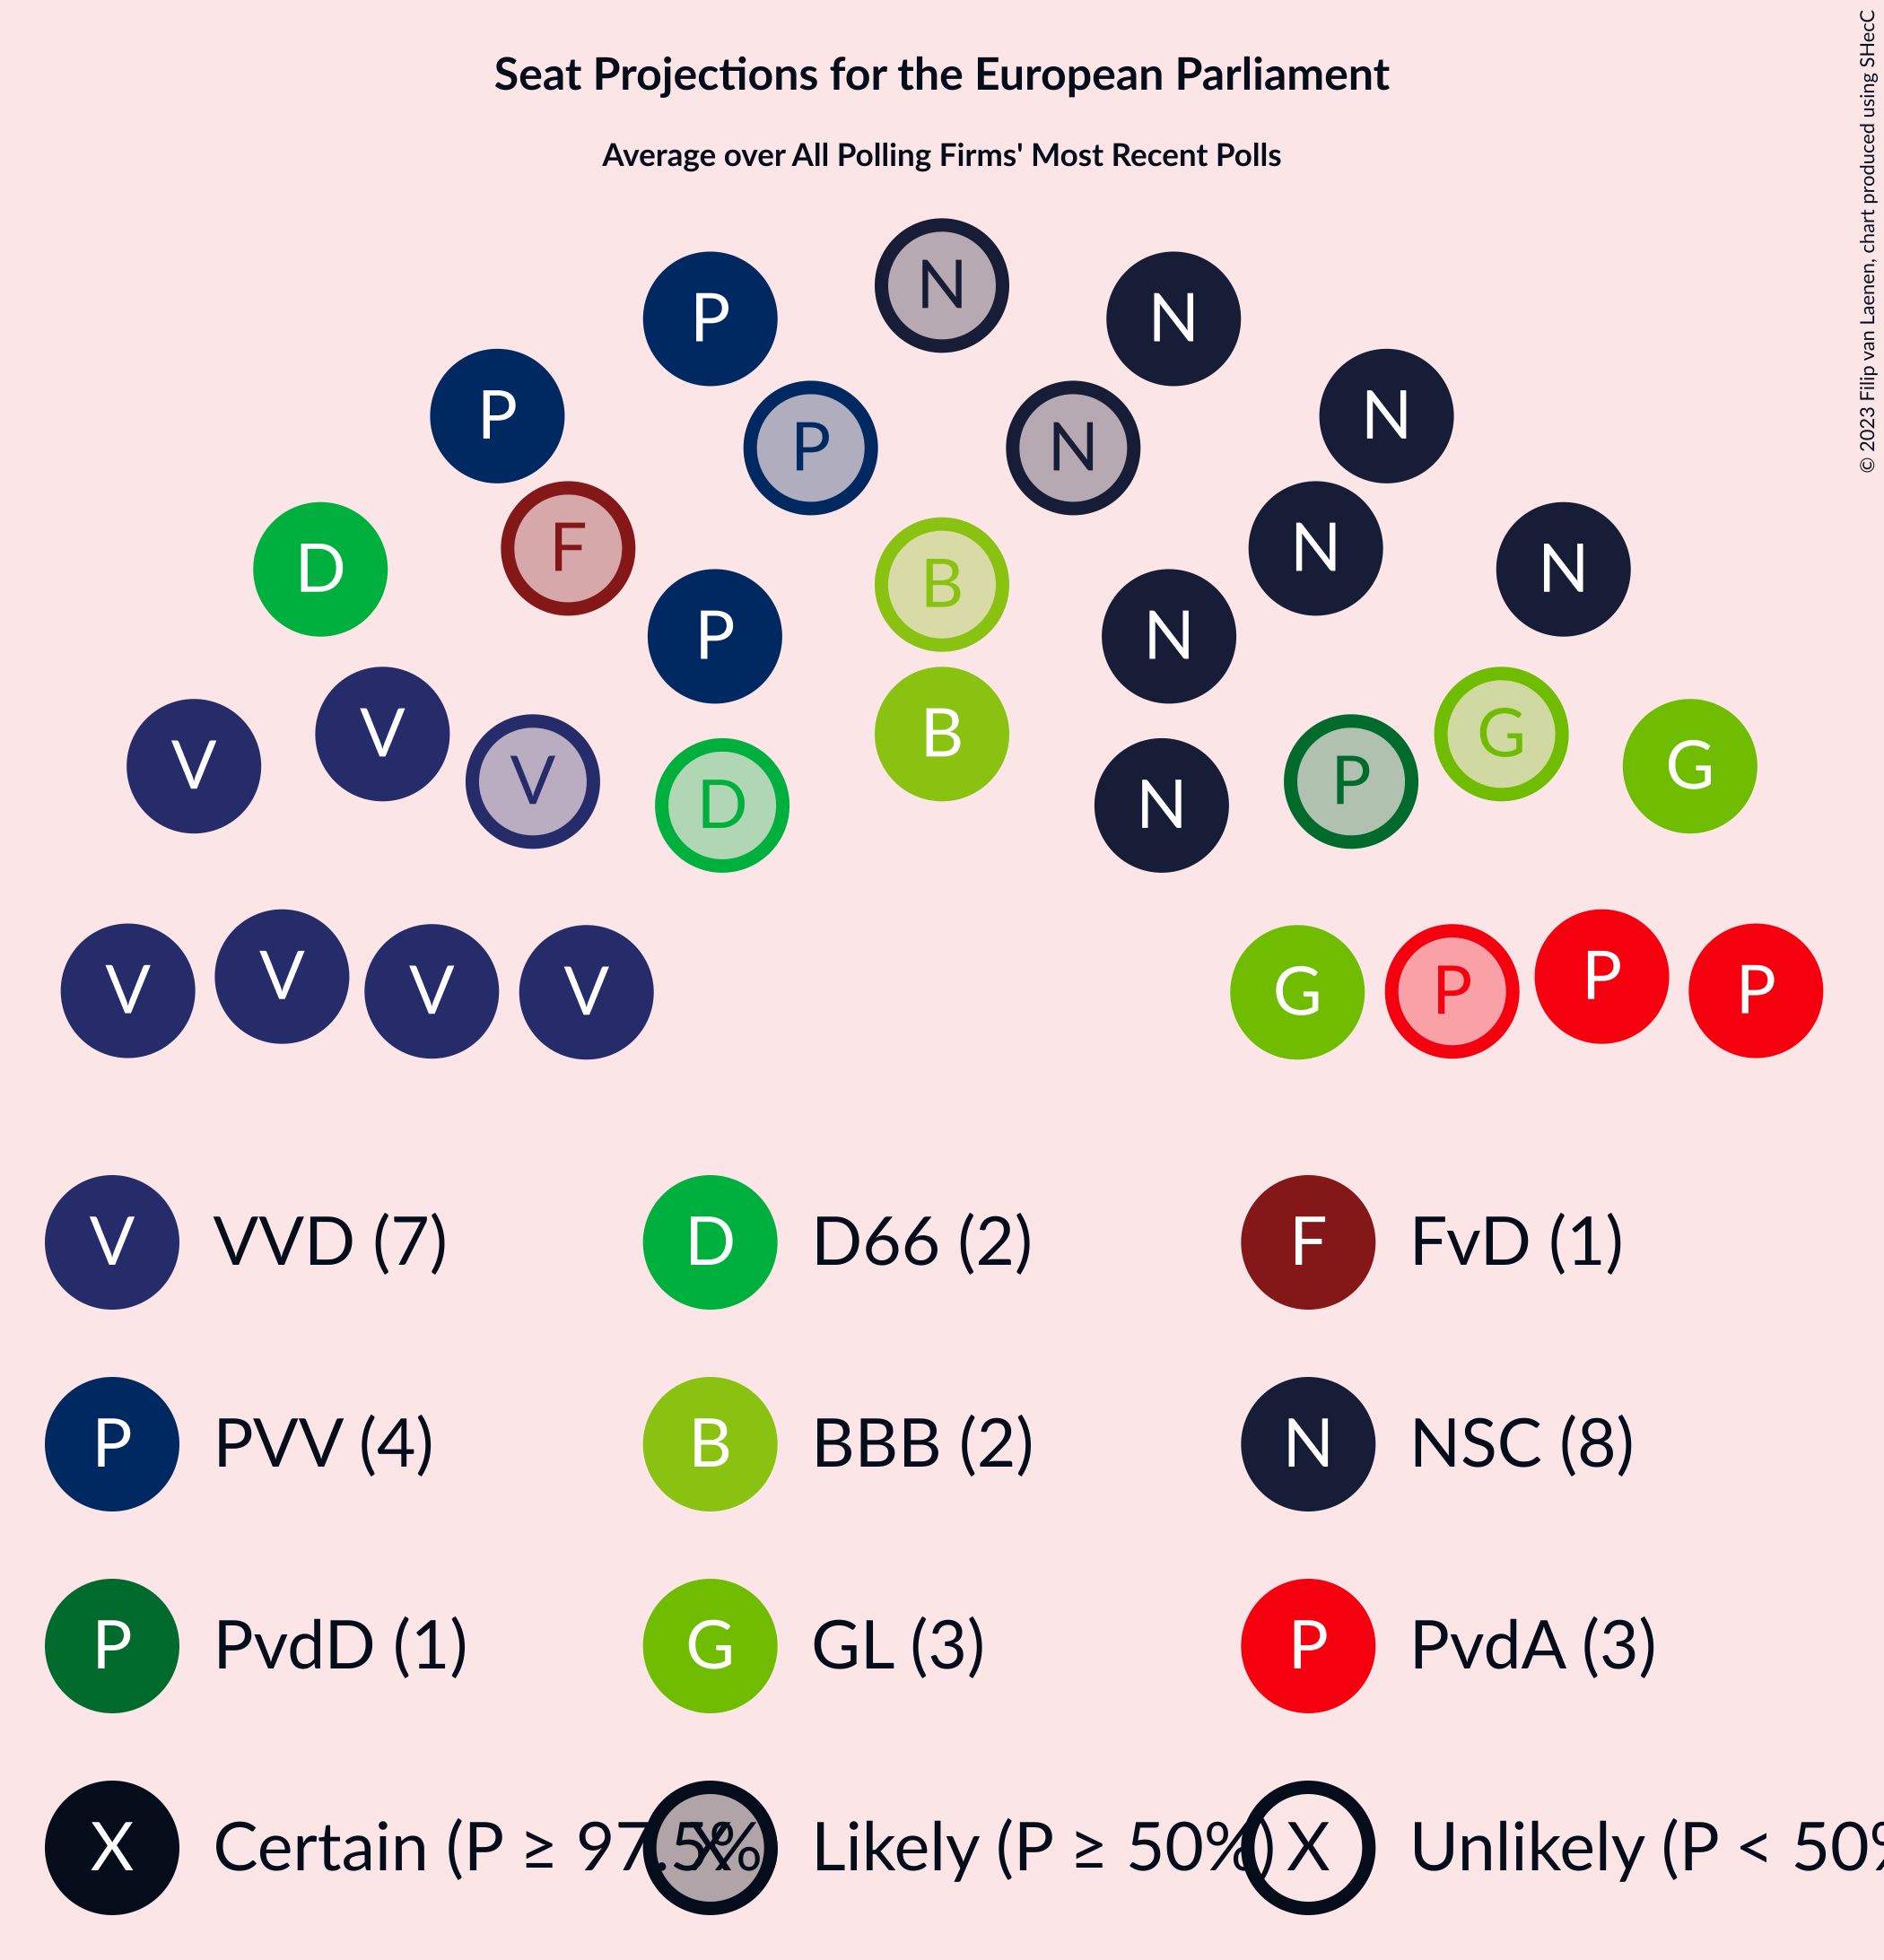 Seat Projections for the European Parliament
Average over All Polling Firms' Most Recent Polls
© 2023 Filip van Laenen, chart produced using SHecC
N
P N
P N
P N
F N
D N
B
P N
V G
V G
B
V P
D N
V P
V P
V P
V G
V VVD (7) D D66 (2) F FvD (1)
P PVV (4) B BBB (2) N NSC (8)
P PvdD (1) G GL (3) P PvdA (3)
X Certain (P ≥ 97.5% X Likely (P ≥ 50%) X Unlikely (P < 50%